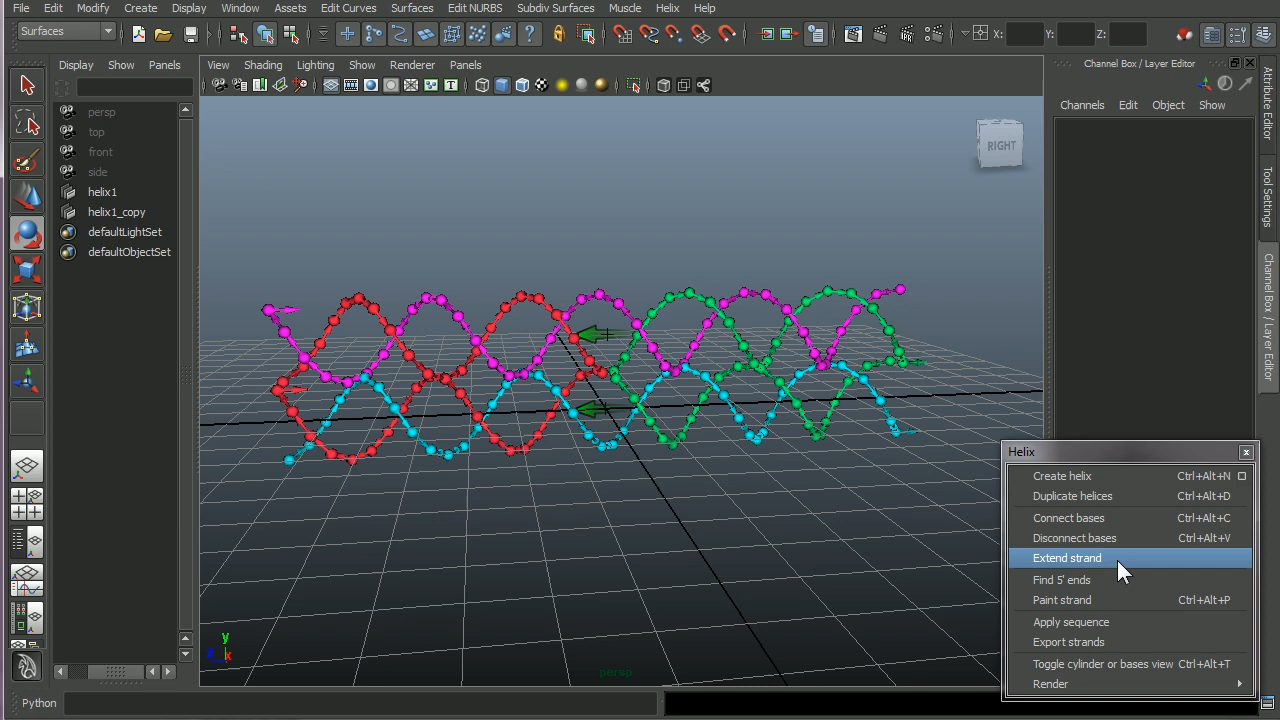 File Edit Modify Create Display Window Assets Edit Curves Surfaces Edit NURBS Subdiv Surfaces Muscle Helix Help
Surfaces
X: Y: Z:
Display Show Panels
View Shading Lighting Show Renderer Panels
Channel Box / Layer Editor
Channels Edit Object Show
persp
top
front
side
helix1
helix1_copy
defaultLightSet
defaultObjectSet
RIGHT
Attribute Editor
Tool Settings
Channel Box / Layer Editor
Helix
Create helix Ctrl+Alt+N
Duplicate helices Ctrl+Alt+D
Connect bases Ctrl+Alt+C
Disconnect bases Ctrl+Alt+V
Extend strand
Find 5' ends
Paint strand Ctrl+Alt+P
Apply sequence
Export strands
Toggle cylinder or bases view Ctrl+Alt+T
Render
y
x
persp
Python